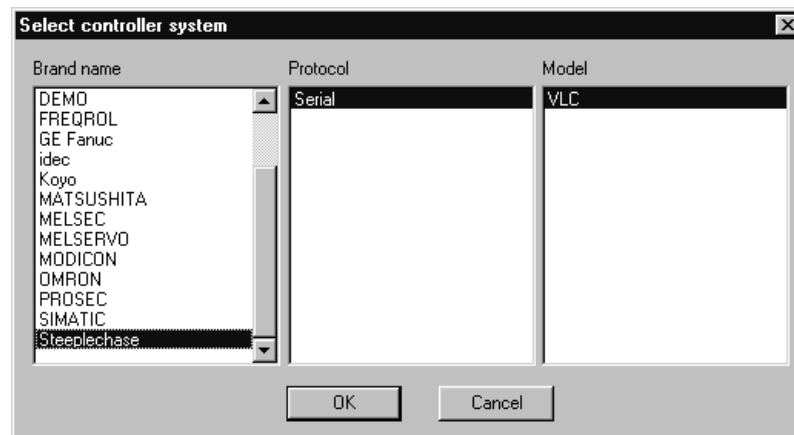 Select controller system
Brand name
Protocol
Model
DEMO
FREQROL
GE Fanuc
idec
Koyo
MATSUSHITA
MELSEC
MELSERVO
MODICON
OMRON
PROSEC
SIMATIC
Steeplechase
Serial
VLC
OK
Cancel